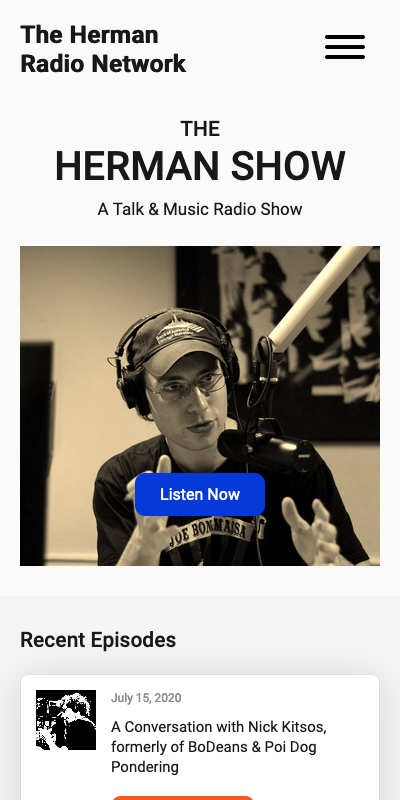 The Herman
Radio Network
THE
HERMAN SHOW
A Talk & Music Radio Show
Listen Now
JOE BONAMASSA
Recent Episodes
July 15, 2020
A Conversation with Nick Kitsos,
formerly of BoDeans & Poi Dog
Pondering